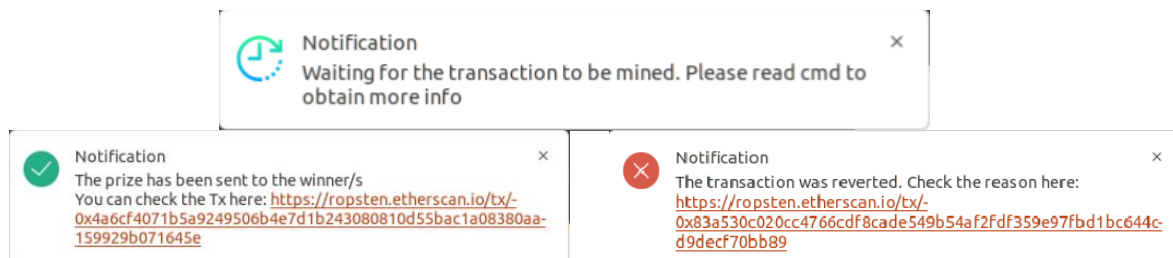 Notification
Waiting for the transaction to be mined. Please read cmd to
obtain more info
Notification
The prize has been sent to the winner/s
You can check the Tx here: https://ropsten.etherscan.io/tx/-
0x4a6cf4071b5a9249506b4e7d1b243080810d55bac1a08380aa-
159929b071645e
Notification
The transaction was reverted. Check the reason here:
https://ropsten.etherscan.io/tx/-
0x83a530c020cc4766cdf8cade549b54af2fdf359e97fbd1bc644c-
d9decf70bb89